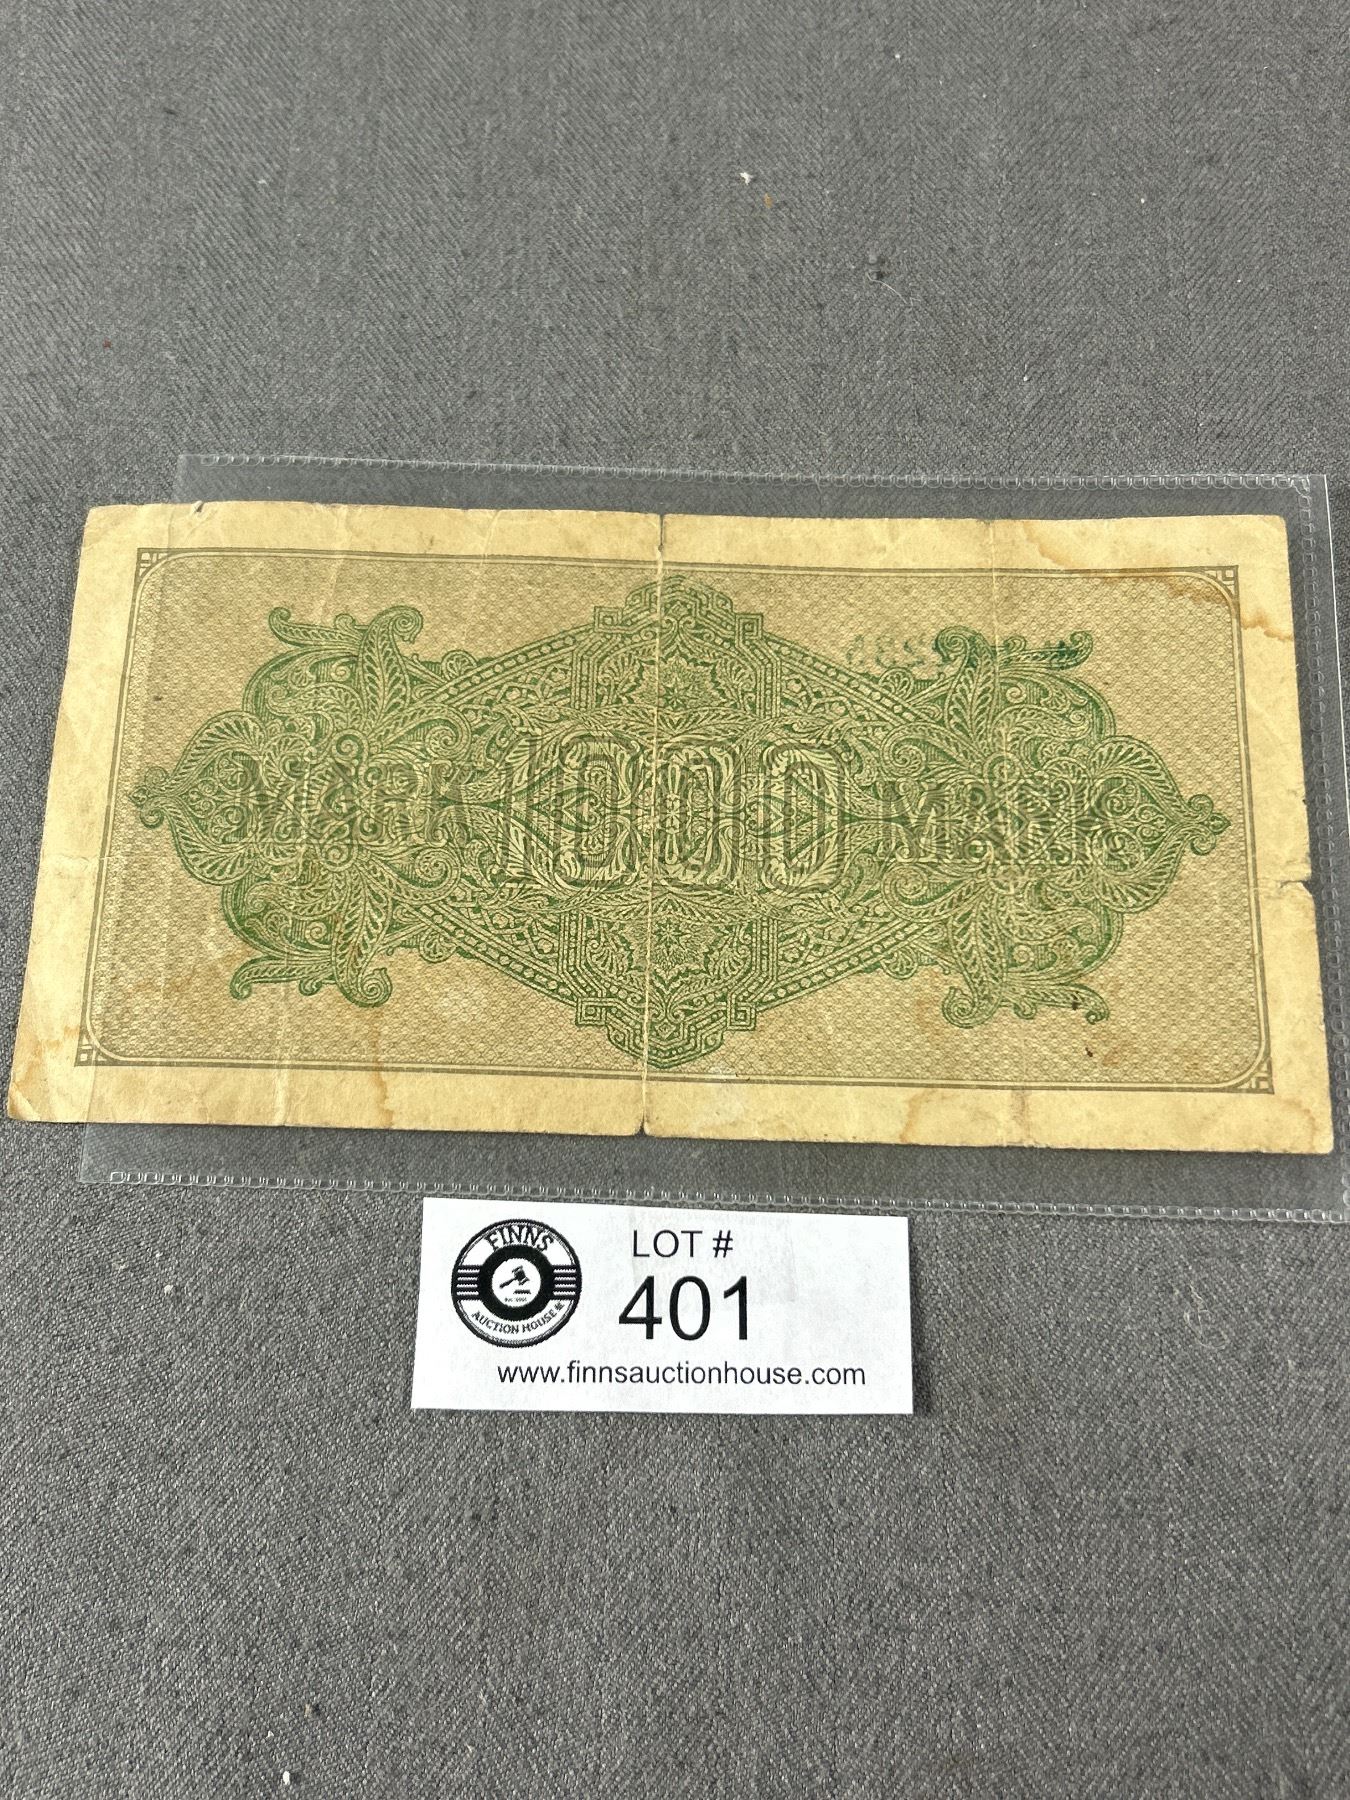 MARK 1000 MARK
FINNS
AUCTION HOUSE
LOT #
401
www.finnsauctionhouse.com